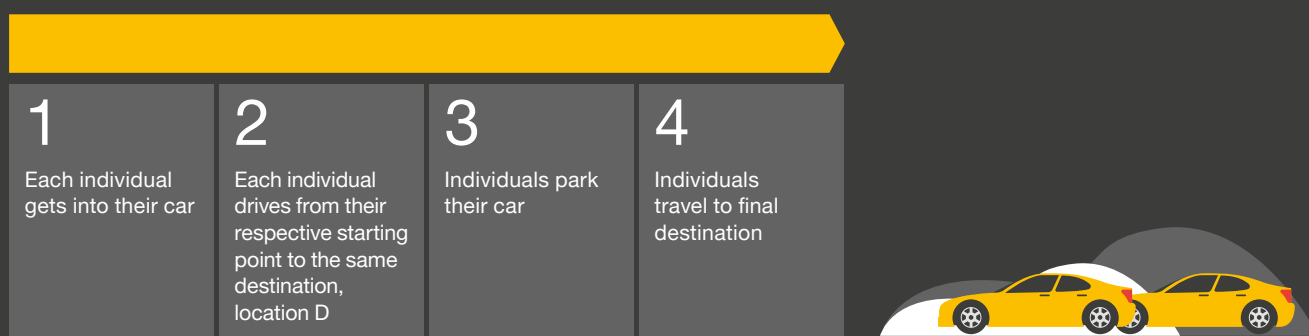 1
Each individual
gets into their car
2
Each individual
drives from their
respective starting
point to the same
destination,
location D
3
Individuals park
their car
4
Individuals
travel to final
destination